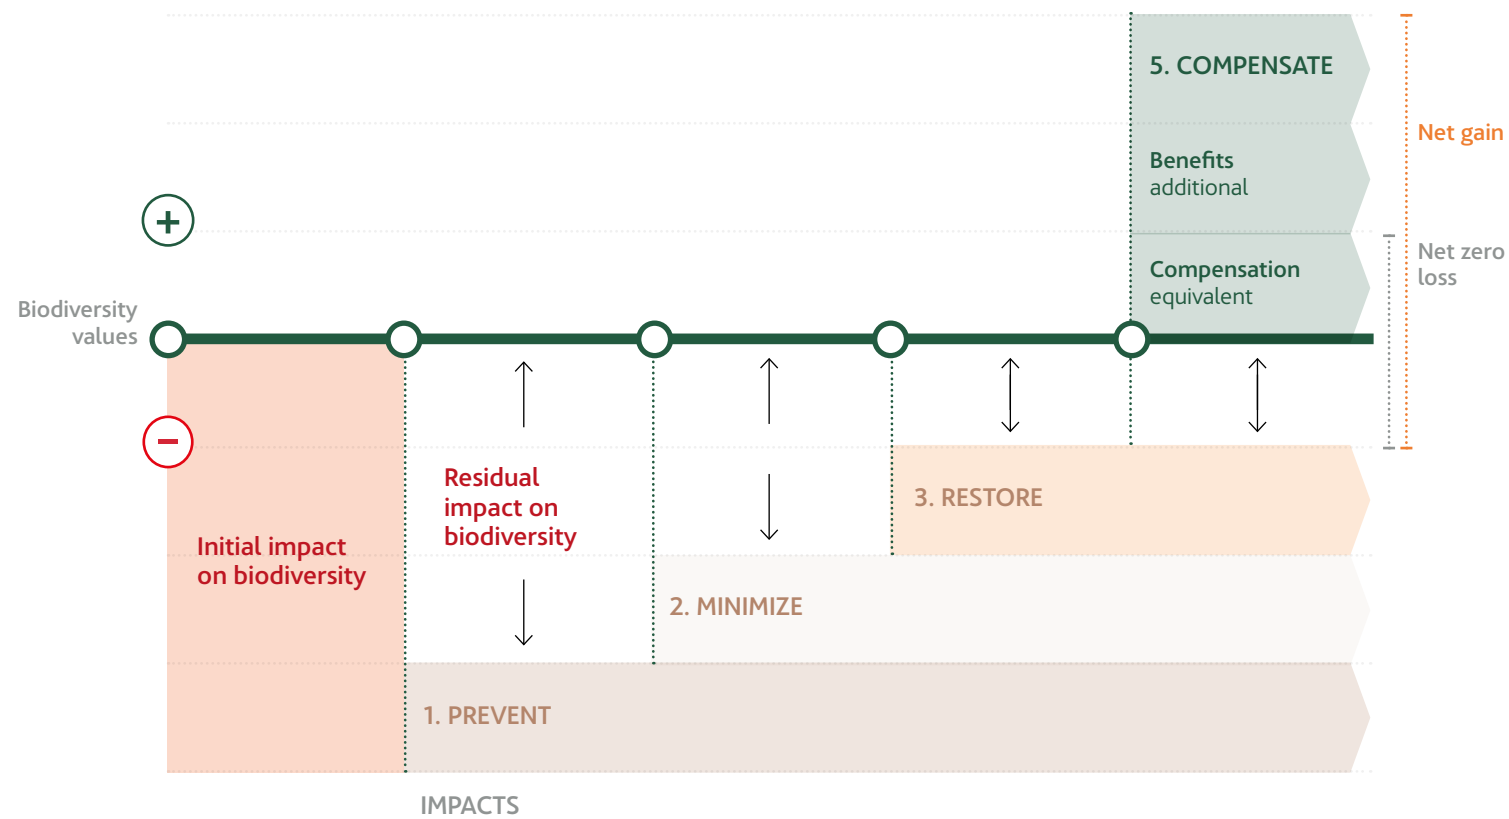 5. COMPENSATE
Net gain
Benefits
additional
+
Net zero
loss
Compensation
equivalent
Biodiversity
values
−
Residual
impact on
biodiversity
3. RESTORE
Initial impact
on biodiversity
2. MINIMIZE
1. PREVENT
IMPACTS